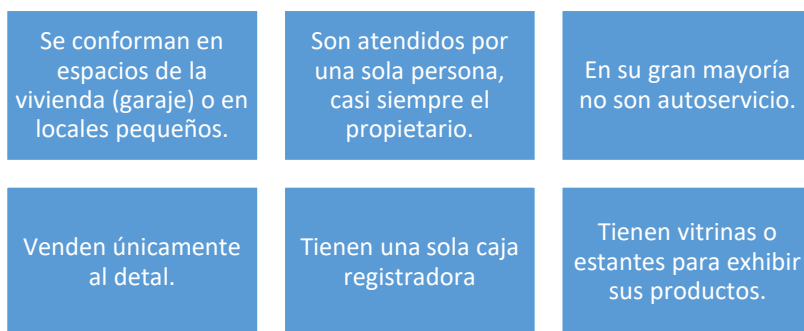 Se conforman en
espacios de la
vivienda (garaje) o en
locales pequeños.
Son atendidos por
una sola persona,
casi siempre el
propietario.
En su gran mayoría
no son autoservicio.
Venden únicamente
al detal.
Tienen una sola caja
registradora
Tienen vitrinas o
estantes para exhibir
sus productos.